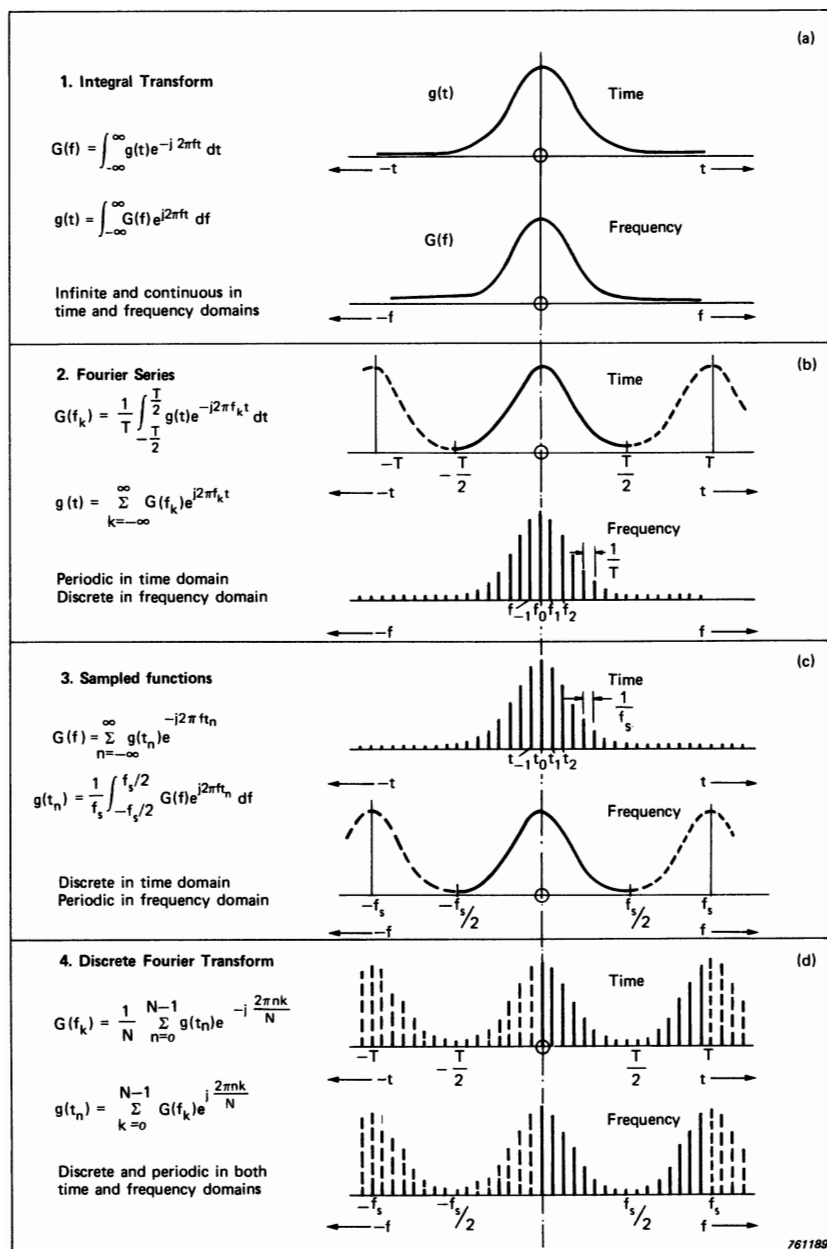 (a)
1. Integral Transform
g(t)
Time
G(f) = ∫_{-∞}^{∞} g(t)e^{-j 2πft} dt
-t
t
g(t) = ∫_{-∞}^{∞} G(f)e^{j2πft} df
G(f)
Frequency
Infinite and continuous in
time and frequency domains
-f
f
(b)
2. Fourier Series
Time
G(f_k) = 1/T ∫_{-T/2}^{T/2} g(t)e^{-j2πf_k t} dt
-T
-T/2
T/2
T
-t
t
g(t) = Σ_{k=-∞}^{∞} G(f_k)e^{j2πf_k t}
Frequency
1/T
Periodic in time domain
Discrete in frequency domain
f_{-1} f_0 f_1 f_2
-f
f
(c)
3. Sampled functions
Time
1/f_s
G(f) = Σ_{n=-∞}^{∞} g(t_n)e^{-j2πft_n}
t_{-1} t_0 t_1 t_2
-t
t
g(t_n) = 1/f_s ∫_{-f_s/2}^{f_s/2} G(f)e^{j2πft_n} df
Frequency
Discrete in time domain
Periodic in frequency domain
-f_s
-f_s/2
f_s/2
f_s
-f
f
(d)
4. Discrete Fourier Transform
Time
G(f_k) = 1/N Σ_{n=o}^{N-1} g(t_n)e^{-j 2πnk/N}
-T
-T/2
T/2
T
-t
t
g(t_n) = Σ_{k=o}^{N-1} G(f_k)e^{j 2πnk/N}
Frequency
Discrete and periodic in both
time and frequency domains
-f_s
-f_s/2
f_s/2
f_s
-f
f
761189